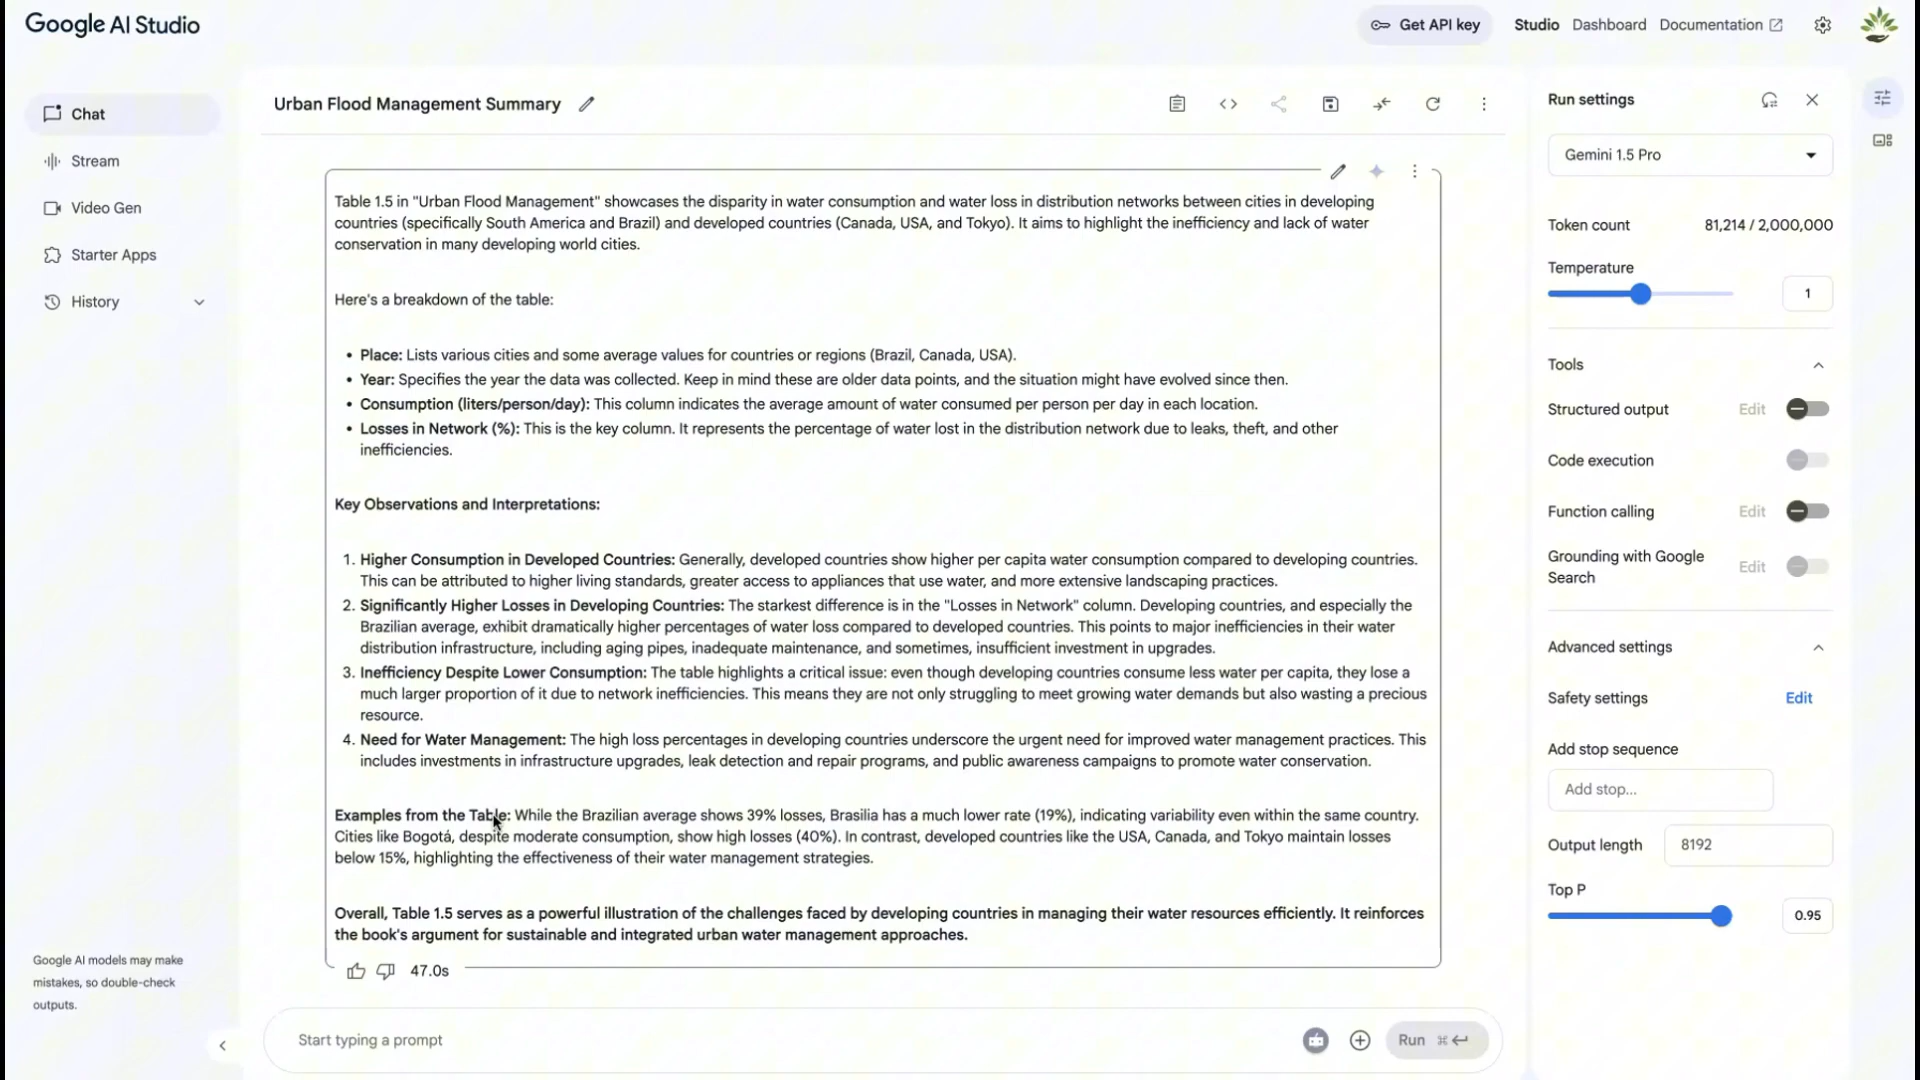 Google AI Studio
Get API key
Studio
Dashboard
Documentation
Chat
Stream
Video Gen
Starter Apps
History
Google AI models may make
mistakes, so double-check
outputs.
Urban Flood Management Summary
Table 1.5 in "Urban Flood Management" showcases the disparity in water consumption and water loss in distribution networks between cities in developing
countries (specifically South America and Brazil) and developed countries (Canada, USA, and Tokyo). It aims to highlight the inefficiency and lack of water
conservation in many developing world cities.
Here's a breakdown of the table:
• Place: Lists various cities and some average values for countries or regions (Brazil, Canada, USA).
• Year: Specifies the year the data was collected. Keep in mind these are older data points, and the situation might have evolved since then.
• Consumption (liters/person/day): This column indicates the average amount of water consumed per person per day in each location.
• Losses in Network (%): This is the key column. It represents the percentage of water lost in the distribution network due to leaks, theft, and other
inefficiencies.
Key Observations and Interpretations:
1. Higher Consumption in Developed Countries: Generally, developed countries show higher per capita water consumption compared to developing countries.
This can be attributed to higher living standards, greater access to appliances that use water, and more extensive landscaping practices.
2. Significantly Higher Losses in Developing Countries: The starkest difference is in the "Losses in Network" column. Developing countries, and especially the
Brazilian average, exhibit dramatically higher percentages of water loss compared to developed countries. This points to major inefficiencies in their water
distribution infrastructure, including aging pipes, inadequate maintenance, and sometimes, insufficient investment in upgrades.
3. Inefficiency Despite Lower Consumption: The table highlights a critical issue: even though developing countries consume less water per capita, they lose a
much larger proportion of it due to network inefficiencies. This means they are not only struggling to meet growing water demands but also wasting a precious
resource.
4. Need for Water Management: The high loss percentages in developing countries underscore the urgent need for improved water management practices. This
includes investments in infrastructure upgrades, leak detection and repair programs, and public awareness campaigns to promote water conservation.
Examples from the Table: While the Brazilian average shows 39% losses, Brasilia has a much lower rate (19%), indicating variability even within the same country.
Cities like Bogotá, despite moderate consumption, show high losses (40%). In contrast, developed countries like the USA, Canada, and Tokyo maintain losses
below 15%, highlighting the effectiveness of their water management strategies.
Overall, Table 1.5 serves as a powerful illustration of the challenges faced by developing countries in managing their water resources efficiently. It reinforces
the book's argument for sustainable and integrated urban water management approaches.
47.0s
Start typing a prompt
Run ⌘ ↵
Run settings
Gemini 1.5 Pro
Token count 81,214 / 2,000,000
Temperature
1
Tools
Structured output Edit
Code execution
Function calling Edit
Grounding with Google
Search
Edit
Advanced settings
Safety settings Edit
Add stop sequence
Add stop...
Output length 8192
Top P
0.95